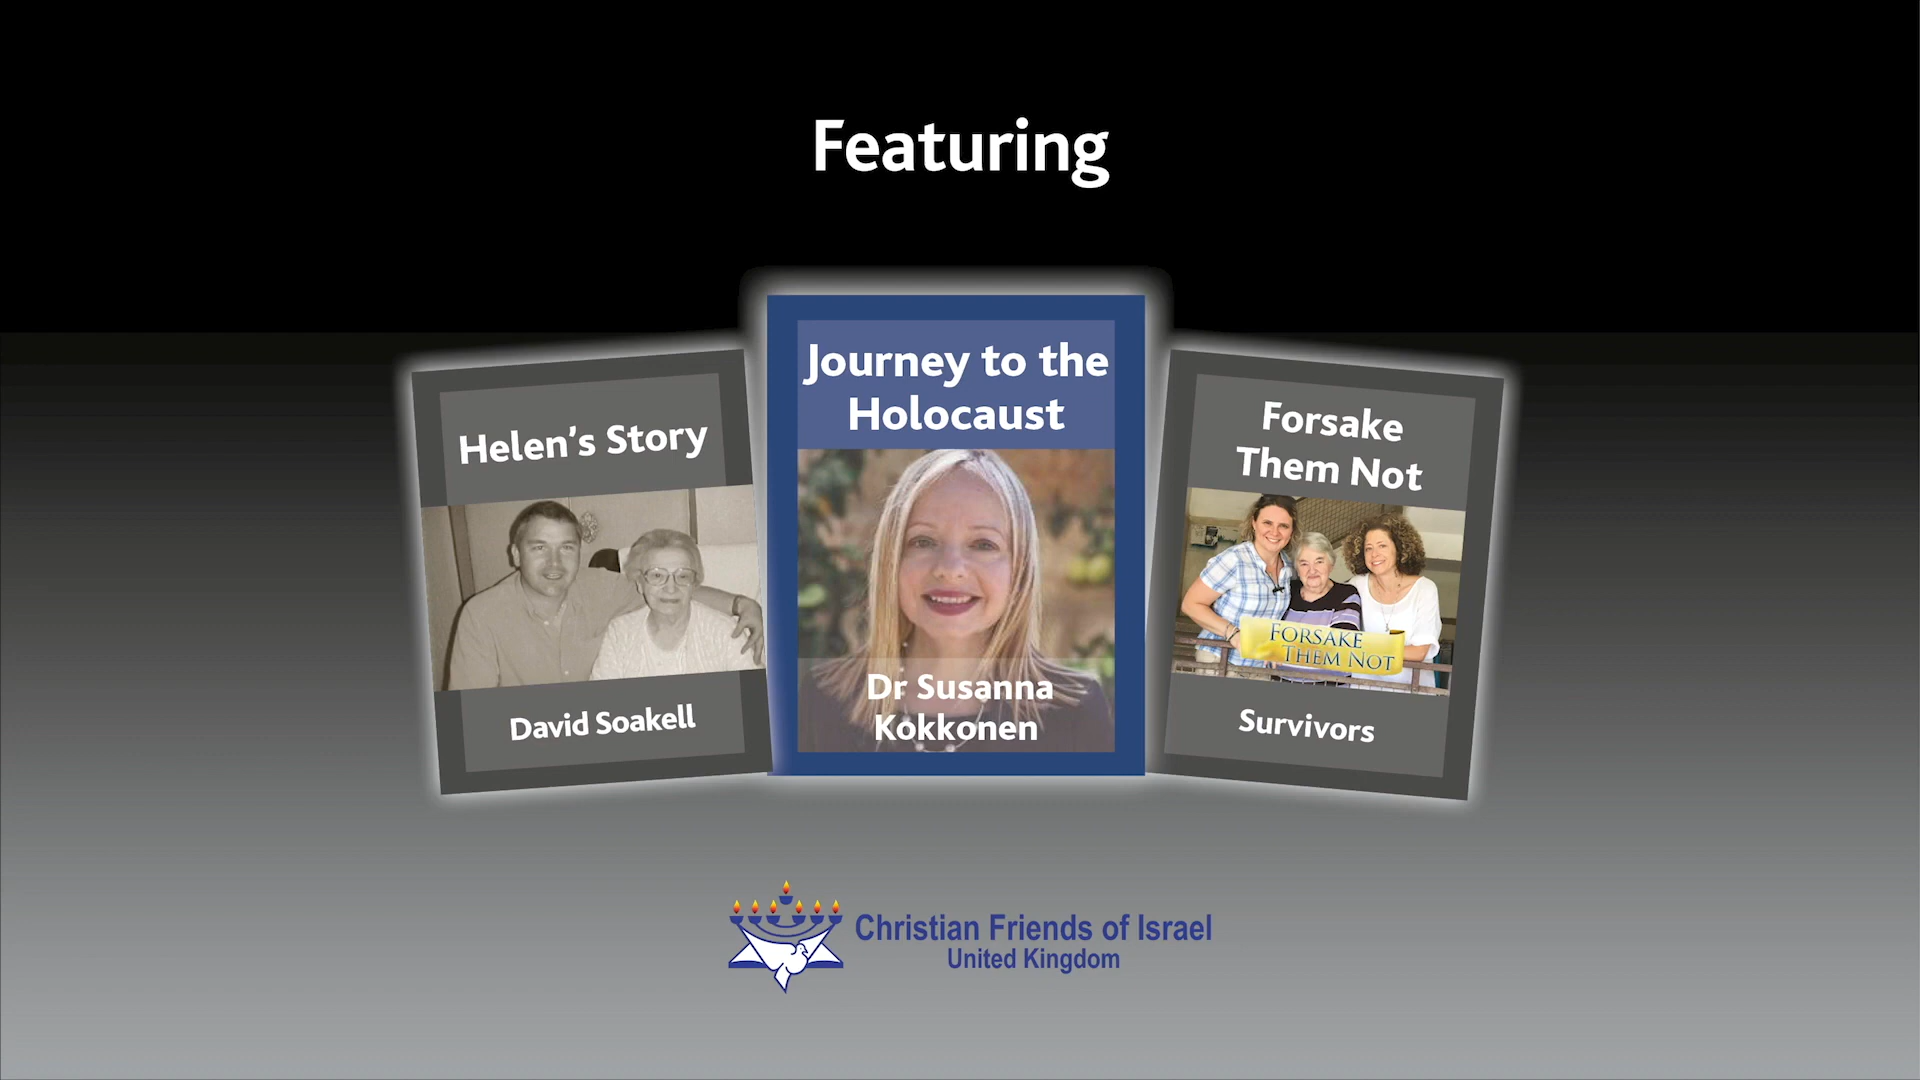 Featuring
Helen's Story
David Soakell
Journey to the
Holocaust
Dr Susanna
Kokkonen
Forsake
Them Not
FORSAKE
THEM NOT
Survivors
Christian Friends of Israel
United Kingdom